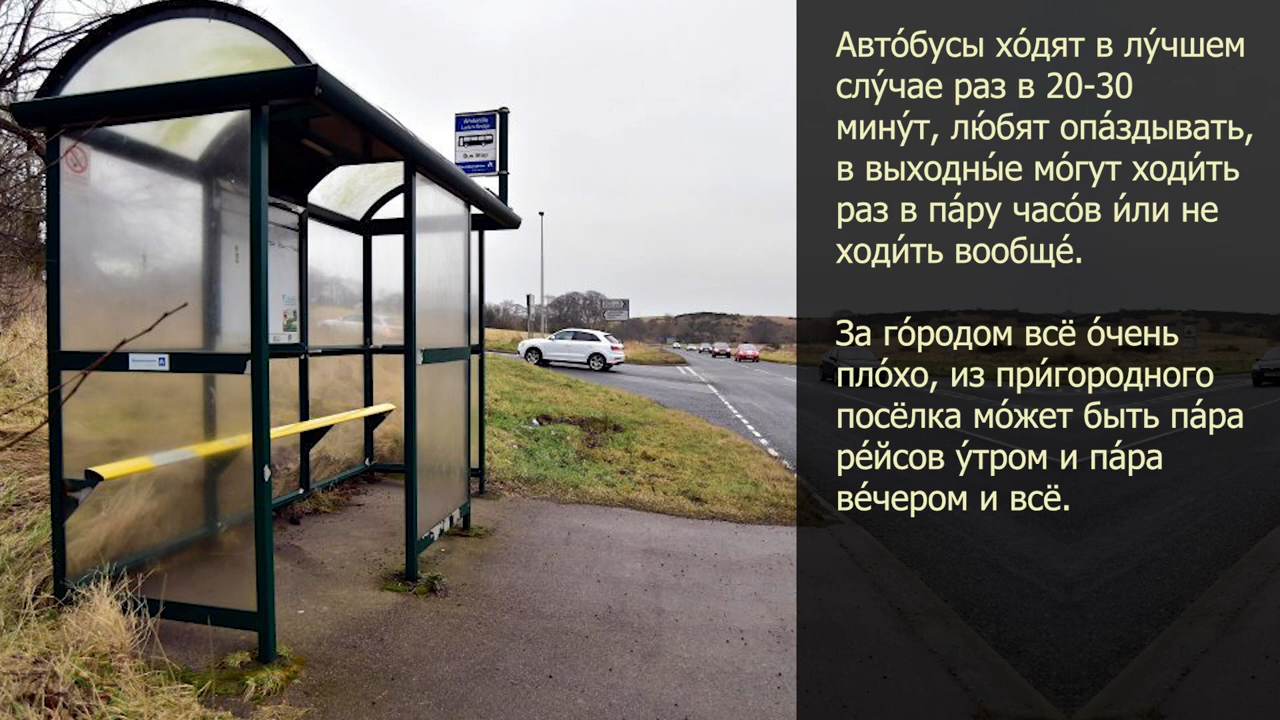 Авто́бусы хо́дят в лу́чшем
слу́чае раз в 20-30
мину́т, лю́бят опа́здывать,
в выходны́е мо́гут ходи́ть
раз в па́ру часо́в и́ли не
ходи́ть вообще́.
За го́родом всё о́чень
пло́хо, из при́городного
посёлка мо́жет быть па́ра
ре́йсов у́тром и па́ра
ве́чером и всё.